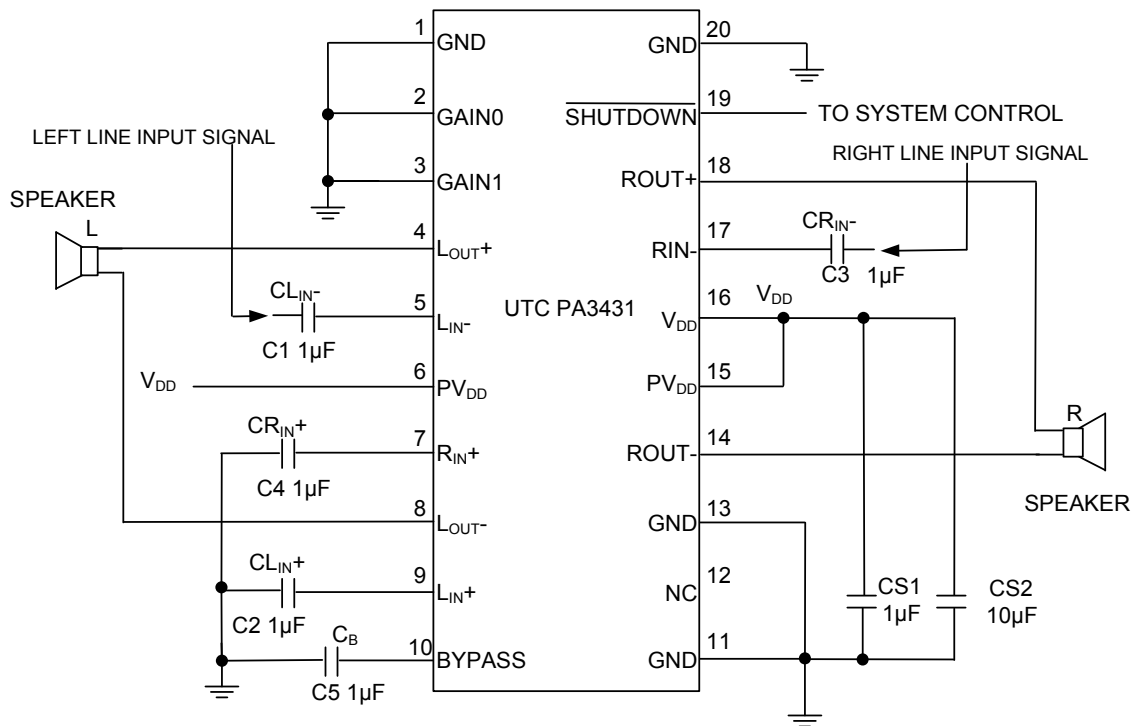 1
GND
2
GAIN0
3
GAIN1
LEFT LINE INPUT SIGNAL
SPEAKER
L
4
LOUT+
CLIN-
5
LIN-
C1 1µF
VDD
6
PVDD
CRIN+
7
RIN+
C4 1µF
8
LOUT-
CLIN+
9
LIN+
C2 1µF
CB
10
BYPASS
C5 1µF
UTC PA3431
20
GND
19
SHUTDOWN
TO SYSTEM CONTROL
RIGHT LINE INPUT SIGNAL
18
ROUT+
CRIN-
17
RIN-
C3 1µF
16
VDD
VDD
15
PVDD
R
14
ROUT-
SPEAKER
13
GND
12
NC
CS1
1µF
CS2
10µF
11
GND